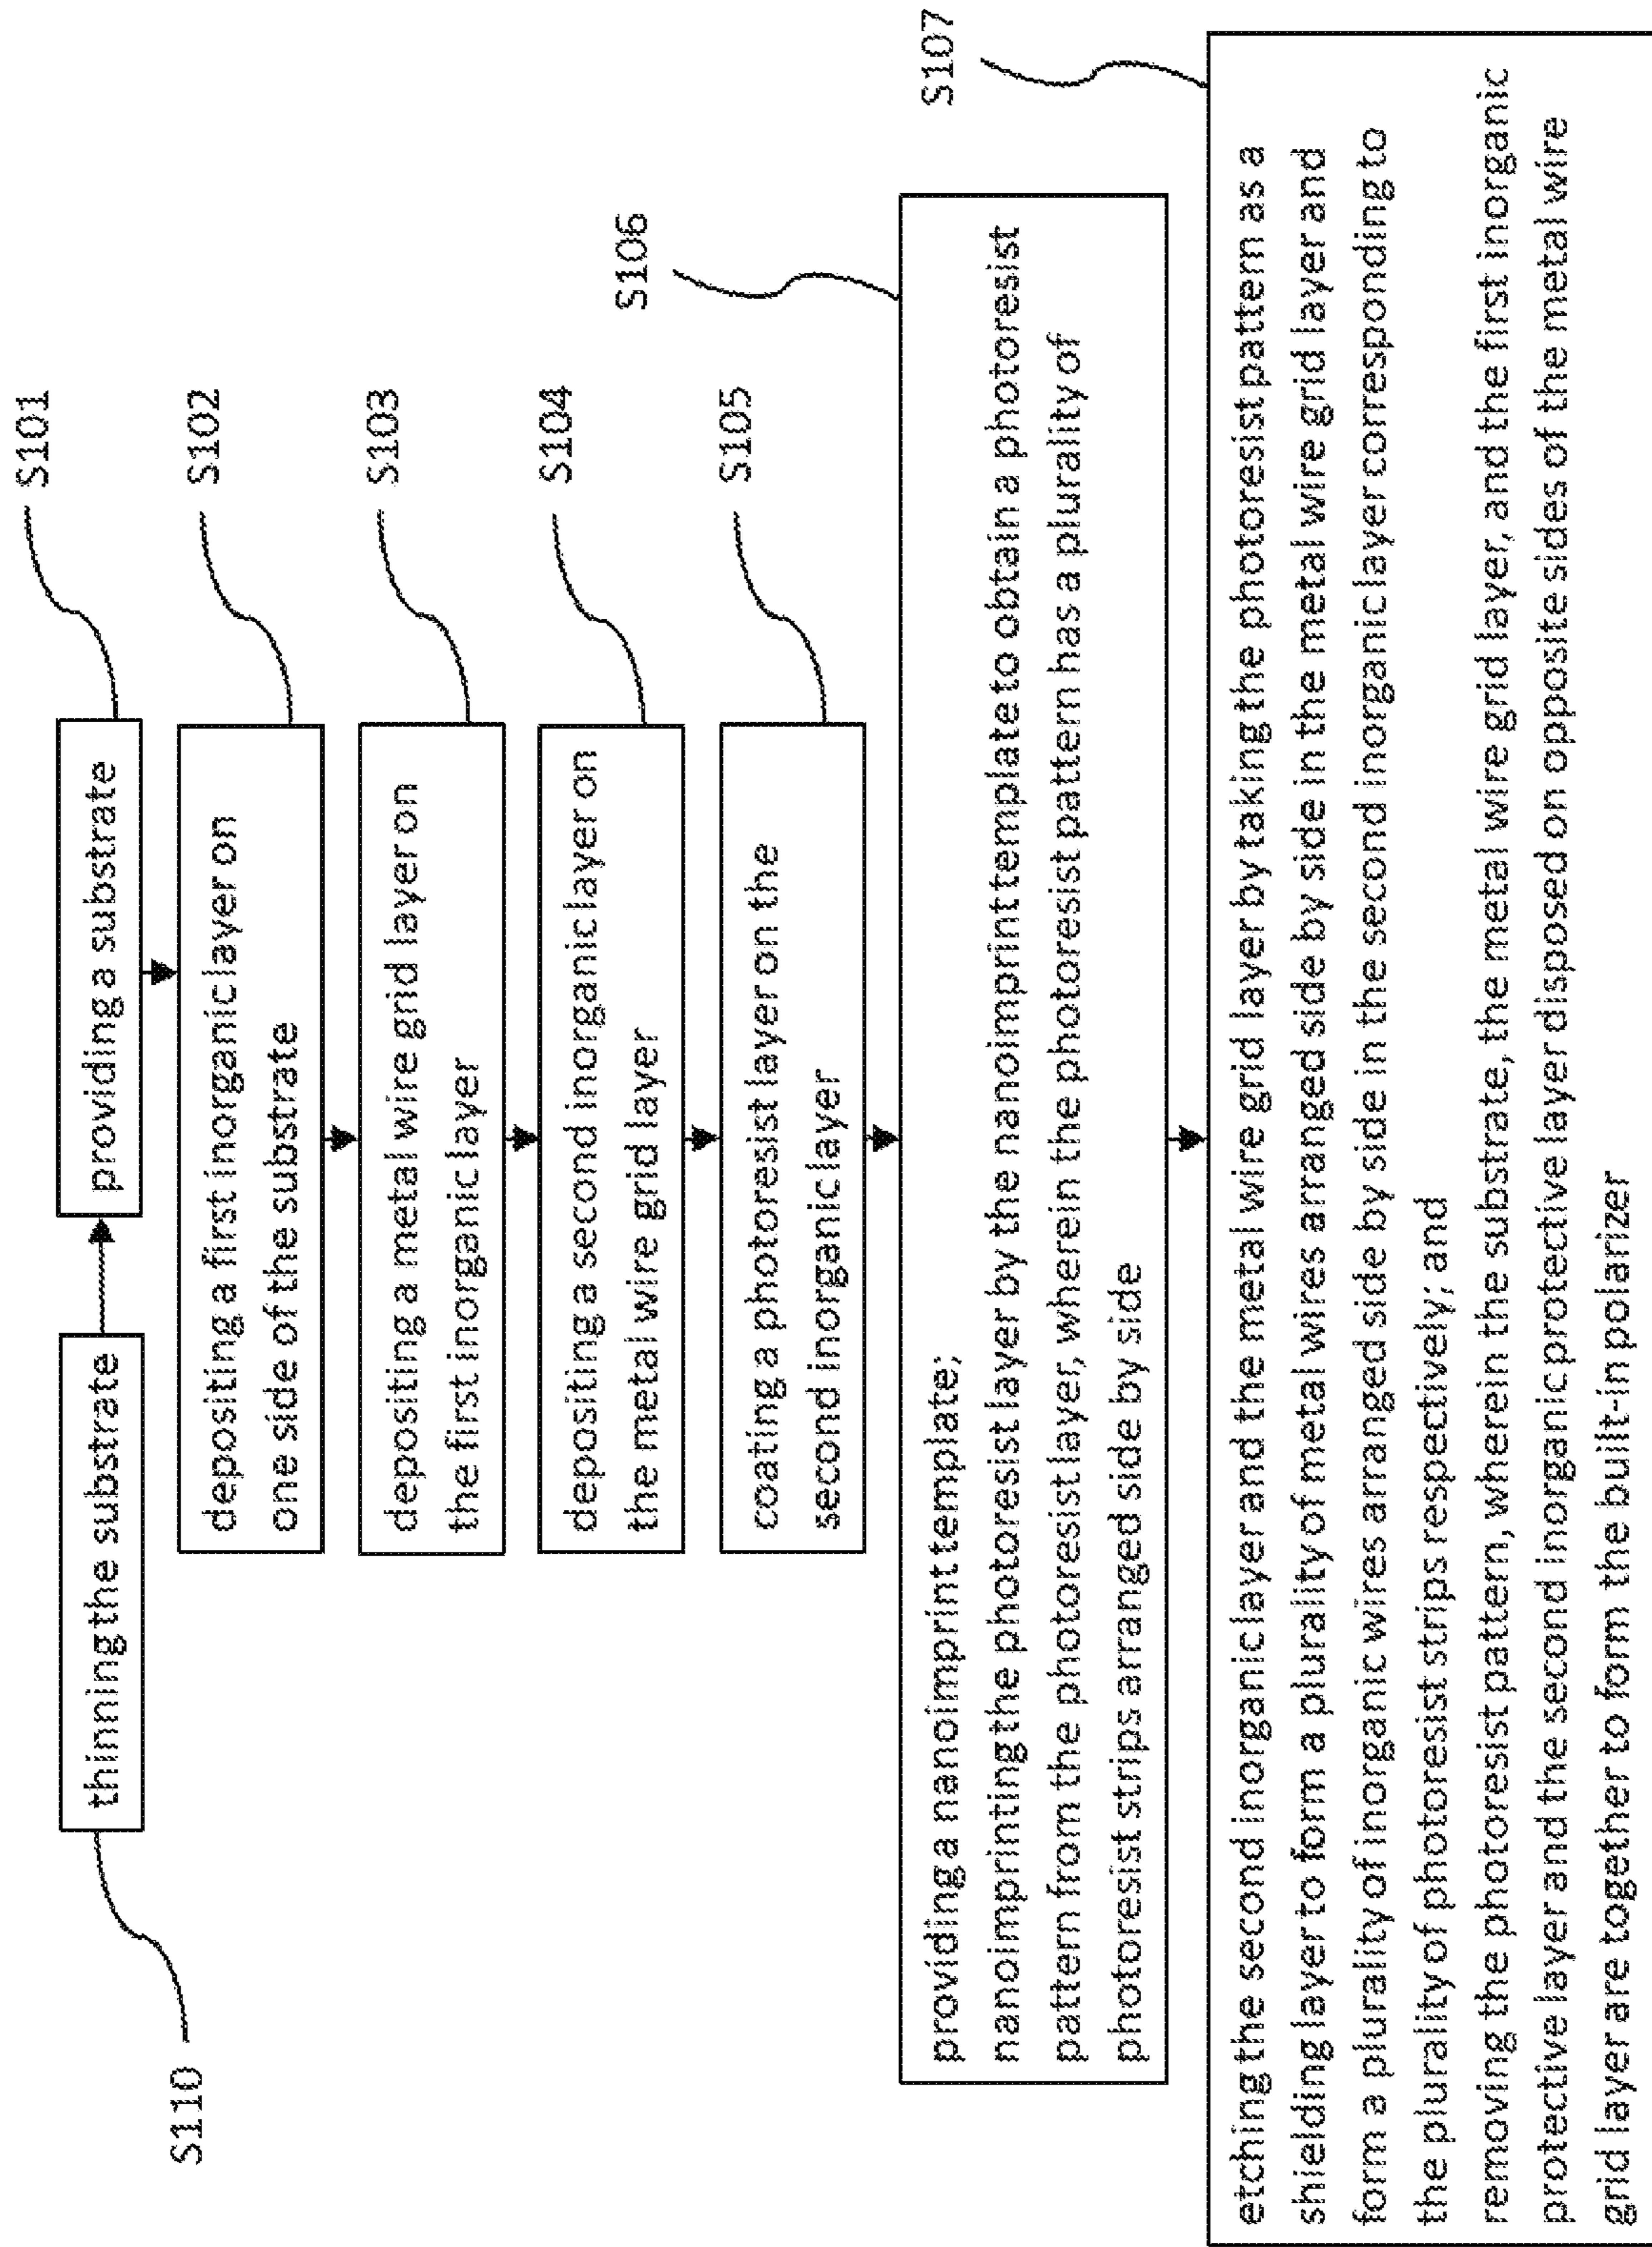 S110
thinning the substrate
providing a substrate
S101
depositing a first inorganic layer on
one side of the substrate
S102
depositing a metal wire grid layer on
the first inorganic layer
S103
depositing a second inorganic layer on
the metal wire grid layer
S104
coating a photoresist layer on the
second inorganic layer
S105
providing a nanoimprint template;
nanoimprinting the photoresist layer by the nanoimprint template to obtain a photoresist
pattern from the photoresist layer, wherein the photoresist pattern has a plurality of
photoresist strips arranged side by side
S106
etching the second inorganic layer and the metal wire grid layer by taking the photoresist pattern as a
shielding layer to form a plurality of metal wires arranged side by side in the metal wire grid layer and
form a plurality of inorganic wires arranged side by side in the second inorganic layer corresponding to
the plurality of photoresist strips respectively; and
removing the photoresist pattern, wherein the substrate, the metal wire grid layer, and the first inorganic
protective layer and the second inorganic protective layer disposed on opposite sides of the metal wire
grid layer are together to form the built-in polarizer
S107